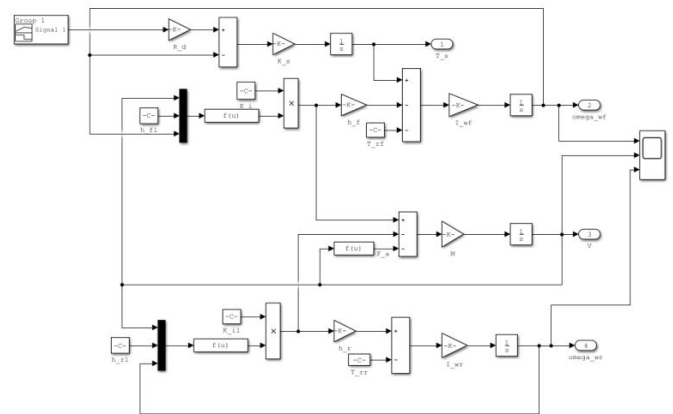 Group 1
Signal 1
-K-
R_d
+
-
-K-
K_s
1
s
1
T_s
-C-
K_i
×
-C-
h_f1
f(u)
-K-
h_f
+
-
-
-C-
T_rf
-K-
I_wf
1
s
2
omega_wf
+
-
-
f(u)
F_a
-K-
M
1
s
3
V
-C-
K_i1
×
-C-
h_r1
f(u)
-K-
h_r
+
-
-C-
T_rr
-K-
I_wr
1
s
4
omega_wr